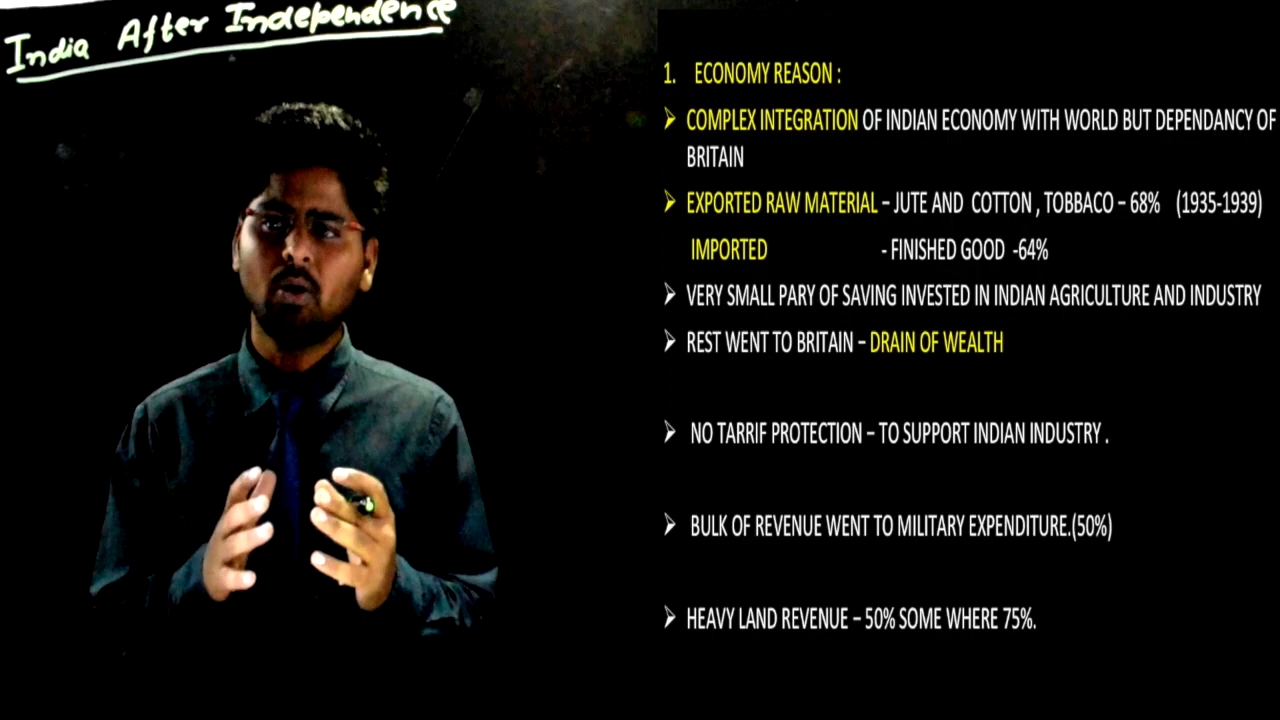 India After Independence
1. ECONOMY REASON :
➢ COMPLEX INTEGRATION OF INDIAN ECONOMY WITH WORLD BUT DEPENDANCY OF
BRITAIN
➢ EXPORTED RAW MATERIAL – JUTE AND COTTON , TOBBACO – 68% (1935-1939)
IMPORTED - FINISHED GOOD -64%
➢ VERY SMALL PARY OF SAVING INVESTED IN INDIAN AGRICULTURE AND INDUSTRY
➢ REST WENT TO BRITAIN – DRAIN OF WEALTH
➢ NO TARRIF PROTECTION – TO SUPPORT INDIAN INDUSTRY .
➢ BULK OF REVENUE WENT TO MILITARY EXPENDITURE.(50%)
➢ HEAVY LAND REVENUE – 50% SOME WHERE 75%.